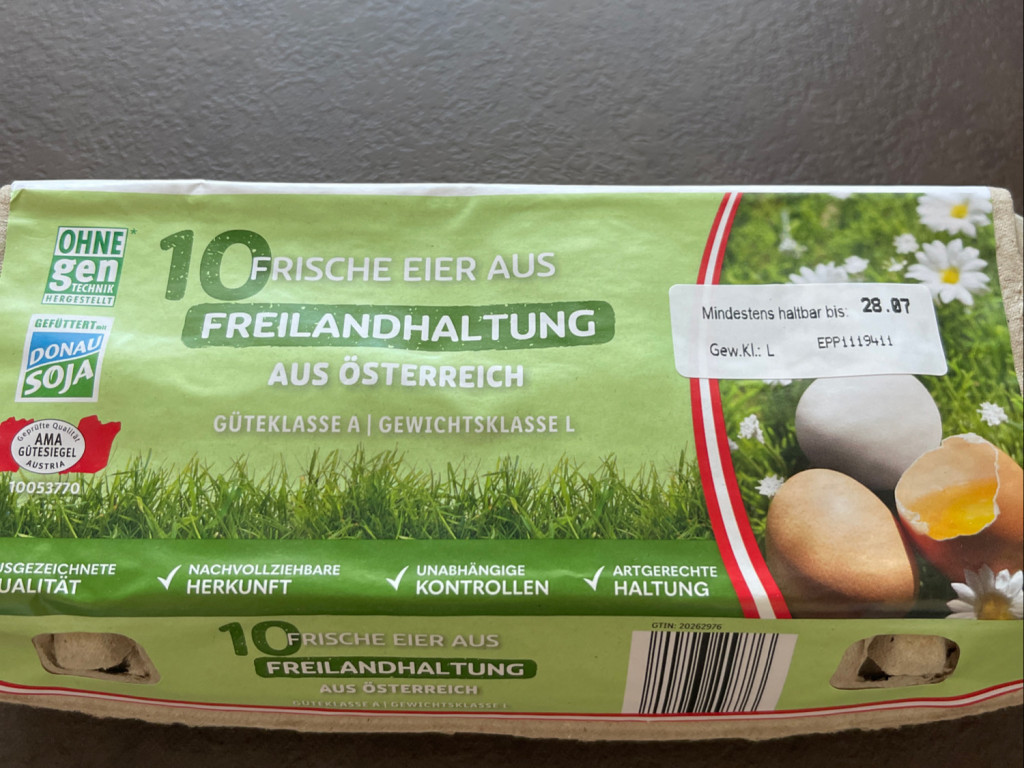 OHNE
gen
TECHNIK
HERGESTELLT
*
GEFÜTTERT mit
DONAU
SOJA
Geprüfte Qualität
AMA
GÜTESIEGEL
AUSTRIA
10053770
10 FRISCHE EIER AUS
FREILANDHALTUNG
AUS ÖSTERREICH
GÜTEKLASSE A | GEWICHTSKLASSE L
Mindestens haltbar bis: 28.07
Gew.Kl.: L EPP1119411
USGEZEICHNETE
UALITÄT
NACHVOLLZIEHBARE
HERKUNFT
UNABHÄNGIGE
KONTROLLEN
ARTGERECHTE
HALTUNG
10 FRISCHE EIER AUS
FREILANDHALTUNG
AUS ÖSTERREICH
GÜTEKLASSE A | GEWICHTSKLASSE L
GTIN: 20262976